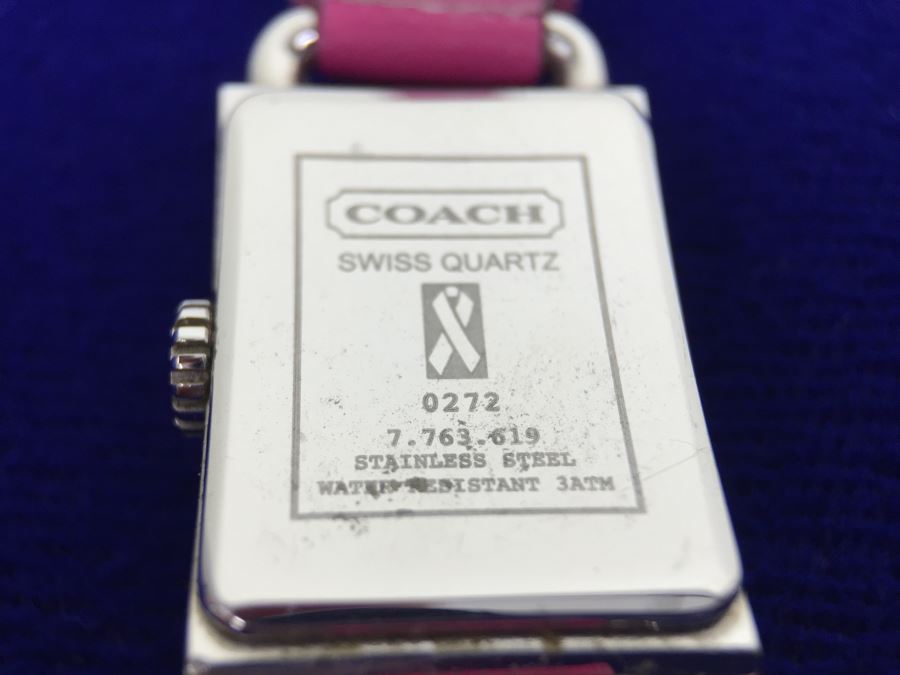 COACH
SWISS QUARTZ
0272
7.763.619
STAINLESS STEEL
WATER RESISTANT 3ATM